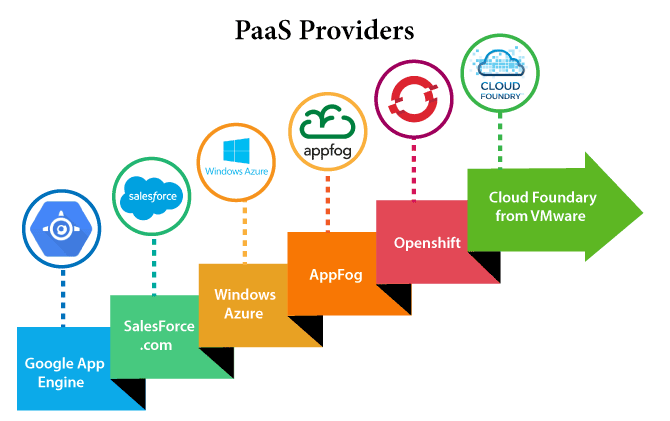 PaaS Providers
CLOUD
FOUNDRY
appfog
Windows Azure
salesforce
Cloud Foundary
from VMware
Openshift
AppFog
Windows
Azure
SalesForce
.com
Google App
Engine